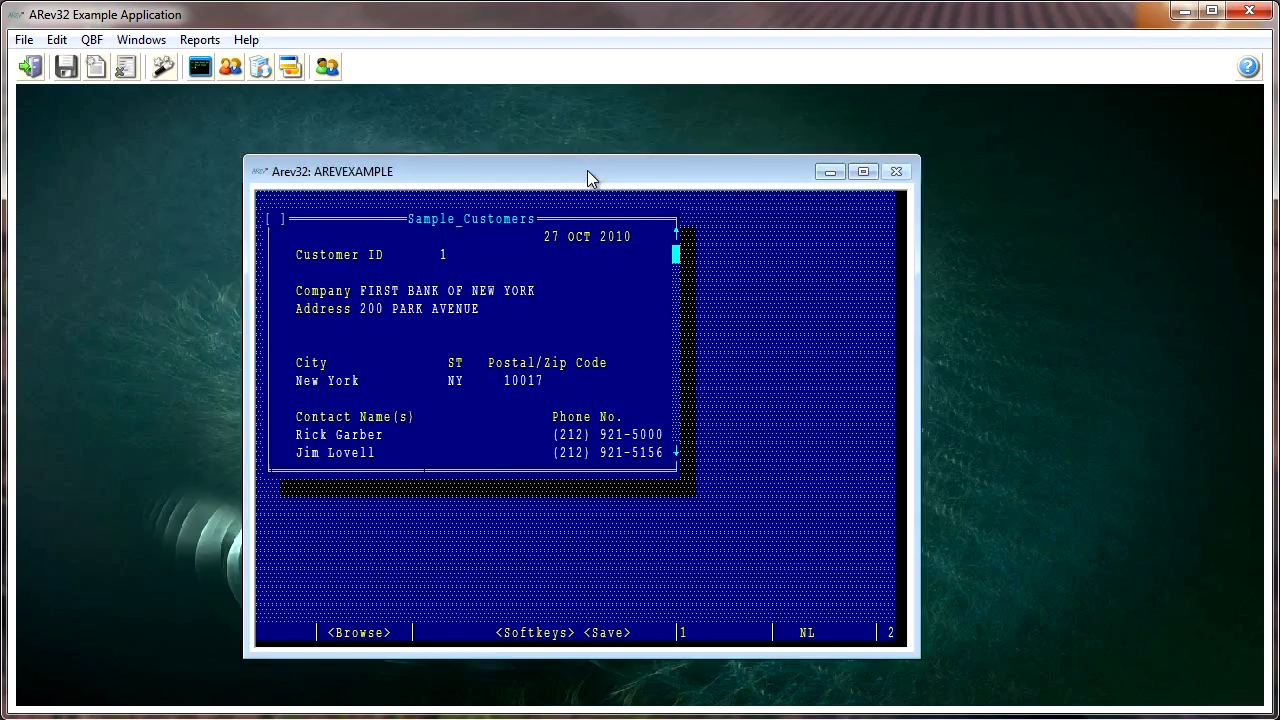 ARev32 Example Application
File Edit QBF Windows Reports Help
Arev32: AREVEXAMPLE
[ ] Sample_Customers
27 OCT 2010
Customer ID 1
Company FIRST BANK OF NEW YORK
Address 200 PARK AVENUE
City ST Postal/Zip Code
New York NY 10017
Contact Name(s) Phone No.
Rick Garber (212) 921-5000
Jim Lovell (212) 921-5156
<Browse> <Softkeys> <Save> 1 NL 2